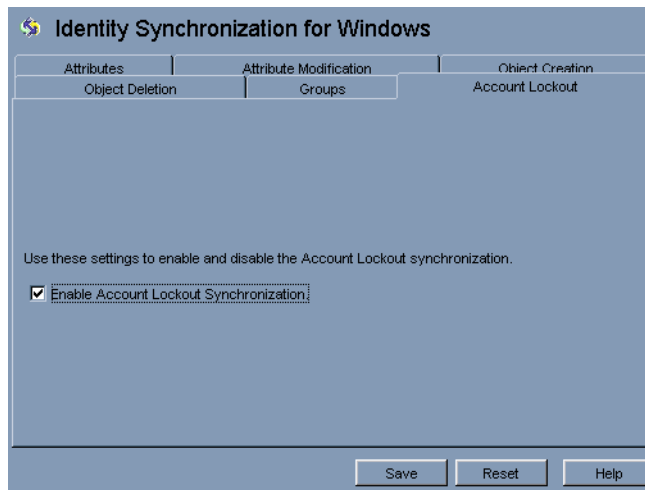 Identity Synchronization for Windows
Attributes Attribute Modification Object Creation
Object Deletion Groups Account Lockout
Use these settings to enable and disable the Account Lockout synchronization.
Enable Account Lockout Synchronization.
Save Reset Help